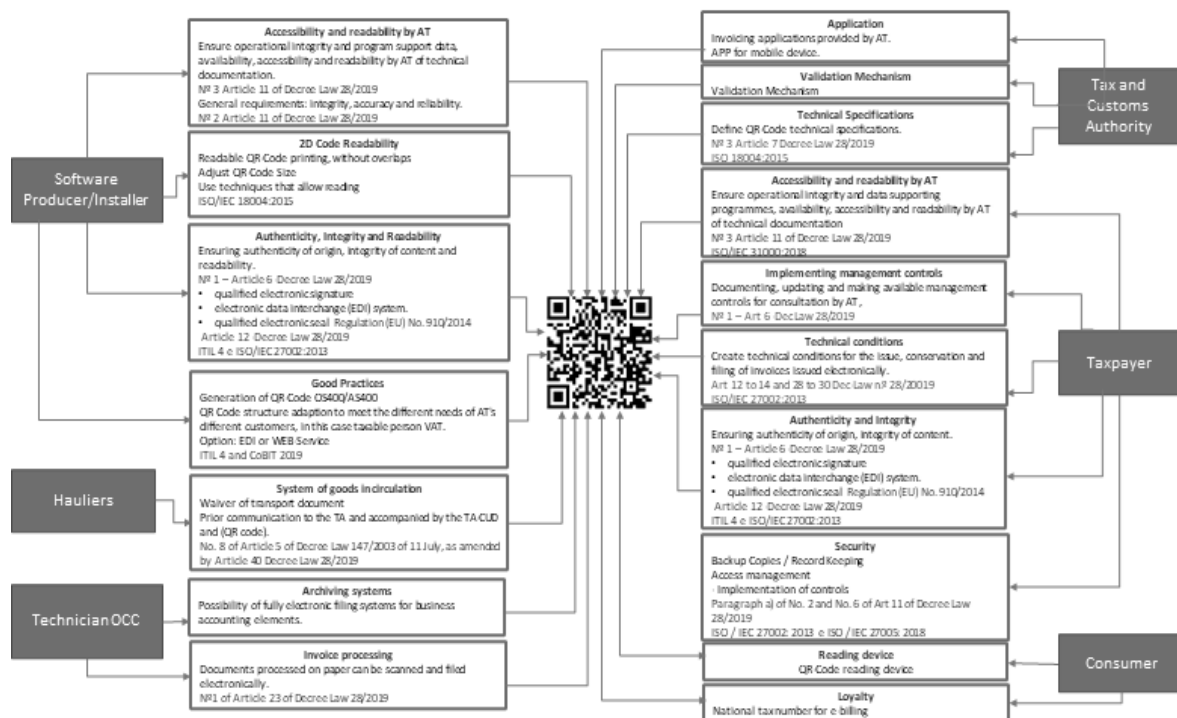 Software
Producer/Installer
Hauliers
Technician OCC
Accessibility and readability by AT
Ensure operational integrity and program support data,
availability, accessibility and readability by AT of technical
documentation.
Nº 3 Article 11 of Decree Law 28/2019
General requirements: Integrity, accuracy and reliability.
Nº 2 Article 11 of Decree Law 28/2019
2D Code Readability
Readable QR Code printing, without overlaps
Adjust QR Code Size
Use techniques that allow reading
ISO/IEC 18004:2015
Authenticity, Integrity and Readability
Ensuring authenticity of origin, integrity of content and
readability.
Nº 1 – Article 6 Decree Law 28/2019
• qualified electronic signature
• electronic data interchange (EDI) system.
• qualified electronic seal Regulation (EU) No. 910/2014
Article 12 Decree Law 28/2019
ITIL 4 e ISO/IEC 27002:2013
Good Practices
Generation of QR Code OS400/AS400
QR Code structure adaption to meet the different needs of AT's
different customers, in this case taxable person VAT.
Option: EDI or WEB Service
ITIL 4 and CoBIT 2019
System of goods in circulation
Waiver of transport document
Prior communication to the TA and accompanied by the TA-CUD
and (QR code).
No. 8 of Article 5 of Decree Law 147/2003 of 11 July, as amended
by Article 40 Decree Law 28/2019
Archiving systems
Possibility of fully electronic filing systems for business
accounting elements.
Invoice processing
Documents processed on paper can be scanned and filed
electronically.
Nº1 of Article 23 of Decree Law 28/2019
Application
Invoicing applications provided by AT.
APP for mobile device.
Validation Mechanism
Validation Mechanism
Technical Specifications
Define QR Code technical specifications.
Nº 3 Article 7 Decree Law 28/2019
ISO 18004:2015
Accessibility and readability by AT
Ensure operational integrity and data supporting
programmes, availability, accessibility and readability by AT
of technical documentation
Nº 3 Article 11 of Decree Law 28/2019
ISO/IEC 31000:2018
Implementing management controls
Documenting, updating and making available management
controls for consultation by AT,
Nº 1 – Art 6 Dec Law 28/2019
Technical conditions
Create technical conditions for the issue, conservation and
filing of invoices issued electronically.
Art 12 to 14 and 28 to 30 Dec Law n.º 28/20019
ISO/IEC 27002:2013
Authenticity and Integrity
Ensuring authenticity of origin, integrity of content.
Nº 1 – Article 6 Decree Law 28/2019
• qualified electronic signature
• electronic data interchange (EDI) system.
• qualified electronic seal Regulation (EU) No. 910/2014
Article 12 Decree Law 28/2019
ITIL 4 e ISO/IEC 27002:2013
Security
Backup Copies / Record Keeping
Access management
- Implementation of controls
Paragraph a) of No. 2 and No. 6 of Art 11 of Decree Law
28/2019
ISO / IEC 27002: 2013 e ISO / IEC 27005: 2018
Reading device
QR Code reading device
Loyalty
National tax number for e-billing
Tax and
Customs
Authority
Taxpayer
Consumer